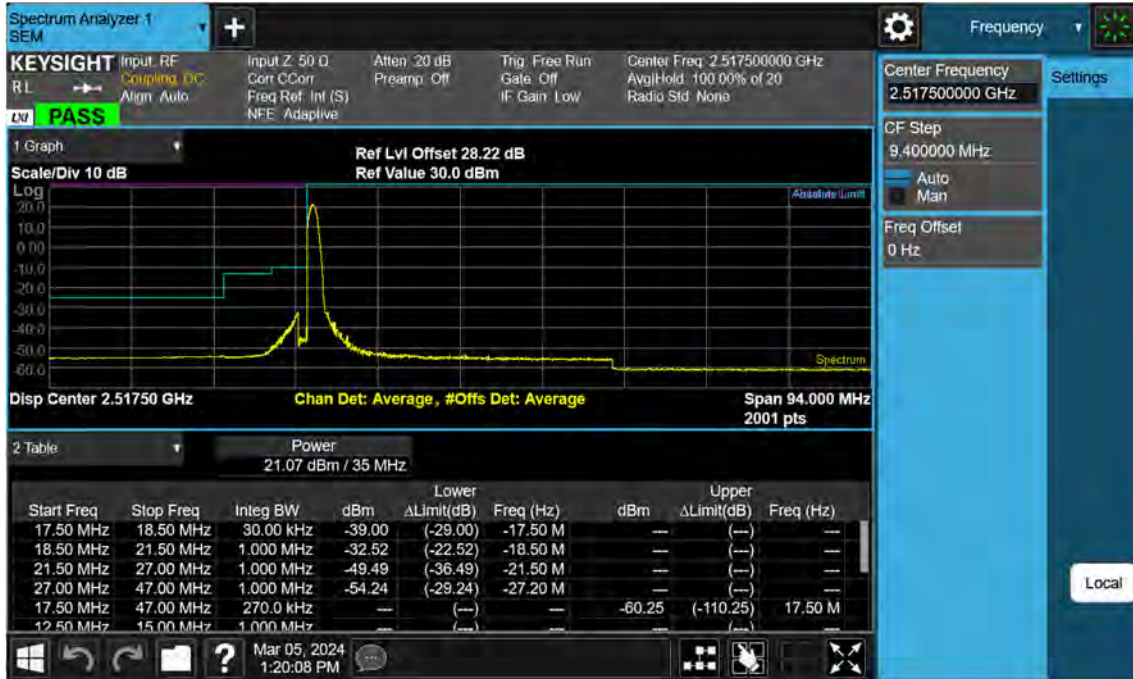 Spectrum Analyzer 1
SEM
Frequency
KEYSIGHT
Input: RF
Coupling: DC
Align: Auto
Input Z: 50 Ω
Corr CCorr
Freq Ref: Int (S)
NFE: Adaptive
Atten: 20 dB
Preamp: Off
Trig: Free Run
Gate: Off
IF Gain: Low
Center Freq: 2.517500000 GHz
Avg|Hold: 100.00% of 20
Radio Std: None
R L
LXI
PASS
Center Frequency
2.517500000 GHz
Settings
CF Step
9.400000 MHz
Auto
Man
Freq Offset
0 Hz
1 Graph
Scale/Div 10 dB
Ref Lvl Offset 28.22 dB
Ref Value 30.0 dBm
Log
Absolute Limit
20.0
10.0
0.00
-10.0
-20.0
-30.0
-40.0
-50.0
-60.0
Spectrum
Disp Center 2.51750 GHz
Chan Det: Average, #Offs Det: Average
Span 94.000 MHz
2001 pts
2 Table
Power
21.07 dBm / 35 MHz
Lower Upper
Start Freq Stop Freq Integ BW dBm ΔLimit(dB) Freq (Hz) dBm ΔLimit(dB) Freq (Hz)
17.50 MHz 18.50 MHz 30.00 kHz -39.00 (-29.00) -17.50 M --- (---) ---
18.50 MHz 21.50 MHz 1.000 MHz -32.52 (-22.52) -18.50 M --- (---) ---
21.50 MHz 27.00 MHz 1.000 MHz -49.49 (-36.49) -21.50 M --- (---) ---
27.00 MHz 47.00 MHz 1.000 MHz -54.24 (-29.24) -27.20 M --- (---) ---
17.50 MHz 47.00 MHz 270.0 kHz --- (---) --- -60.25 (-110.25) 17.50 M
12.50 MHz 15.00 MHz 1.000 MHz --- (---) --- --- (---) ---
Local
?
Mar 05, 2024
1:20:08 PM